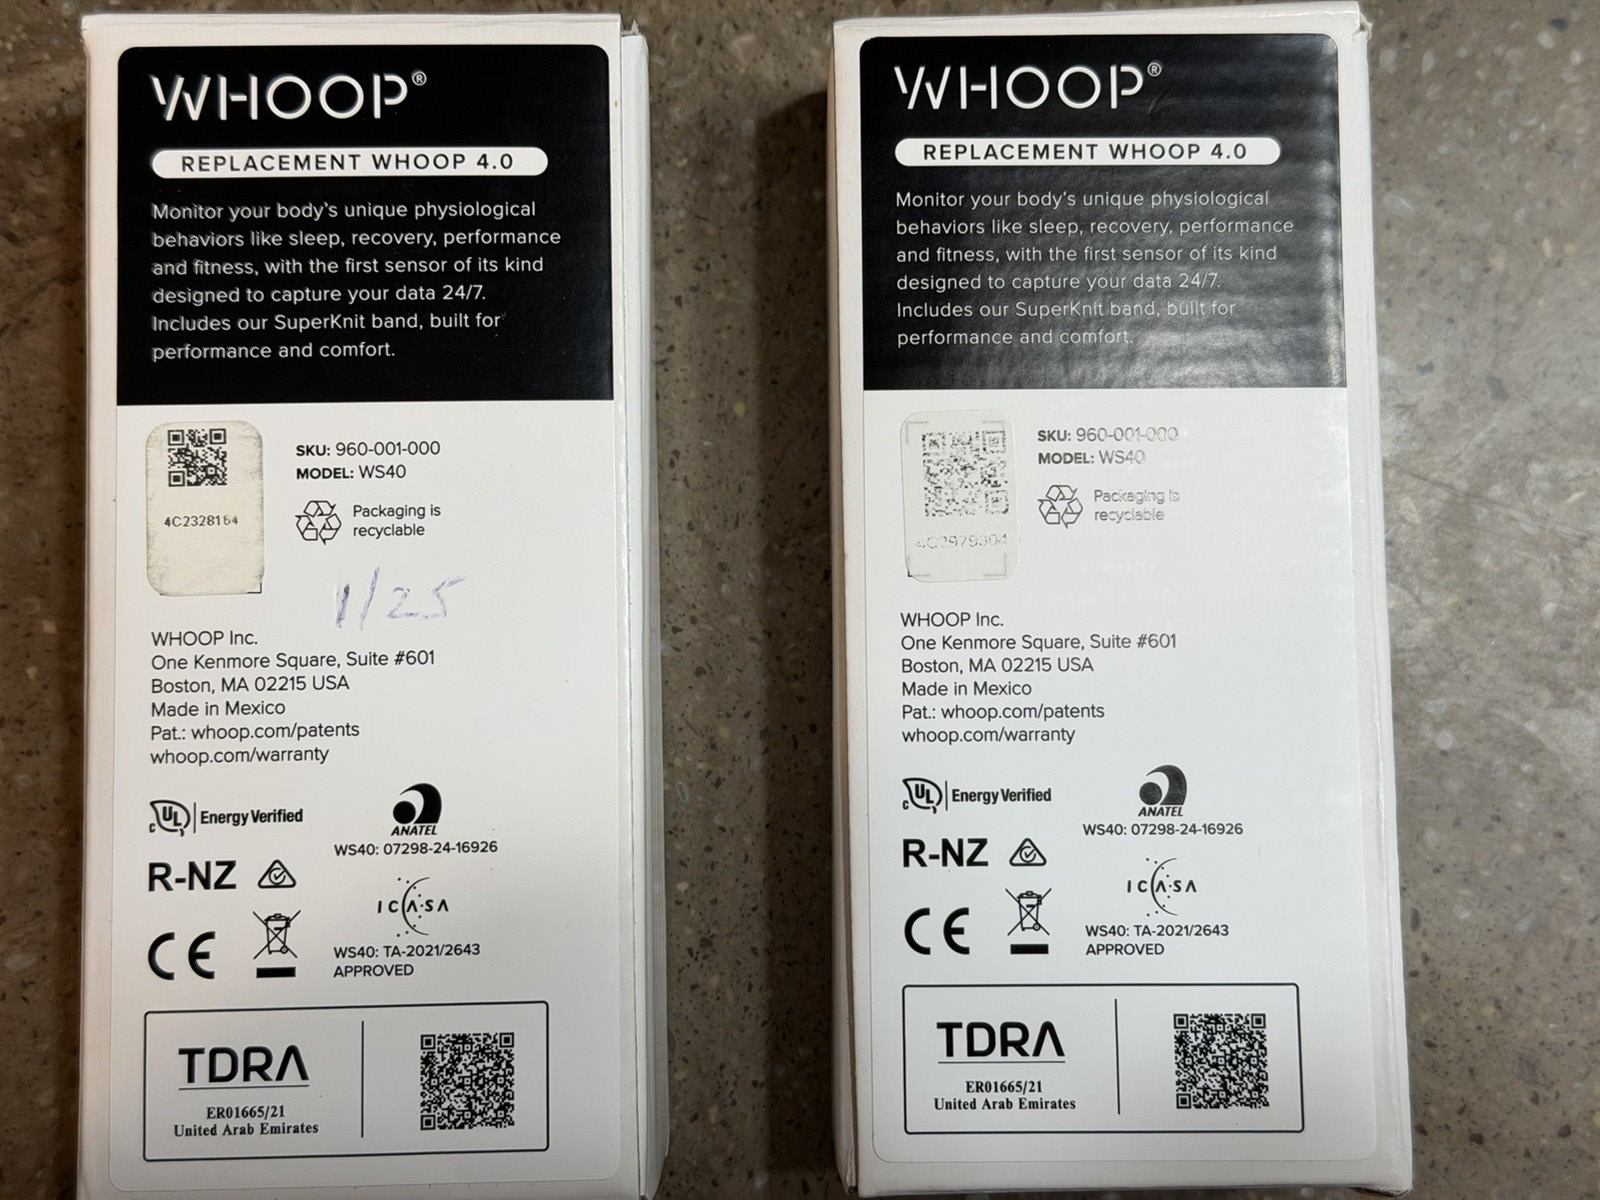 WHOOP®
REPLACEMENT WHOOP 4.0
Monitor your body's unique physiological
behaviors like sleep, recovery, performance
and fitness, with the first sensor of its kind
designed to capture your data 24/7.
Includes our SuperKnit band, built for
performance and comfort.
4C2328164
SKU: 960-001-000
MODEL: WS40
Packaging is
recyclable
1/25
WHOOP Inc.
One Kenmore Square, Suite #601
Boston, MA 02215 USA
Made in Mexico
Pat.: whoop.com/patents
whoop.com/warranty
c UL Energy Verified
ANATEL
WS40: 07298-24-16926
R-NZ
ICASA
CE
WS40: TA-2021/2643
APPROVED
TDRA
ER01665/21
United Arab Emirates
WHOOP®
REPLACEMENT WHOOP 4.0
Monitor your body's unique physiological
behaviors like sleep, recovery, performance
and fitness, with the first sensor of its kind
designed to capture your data 24/7.
Includes our SuperKnit band, built for
performance and comfort.
4C2979304
SKU: 960-001-000
MODEL: WS40
Packaging is
recyclable
WHOOP Inc.
One Kenmore Square, Suite #601
Boston, MA 02215 USA
Made in Mexico
Pat.: whoop.com/patents
whoop.com/warranty
c UL Energy Verified
ANATEL
WS40: 07298-24-16926
R-NZ
ICASA
CE
WS40: TA-2021/2643
APPROVED
TDRA
ER01665/21
United Arab Emirates